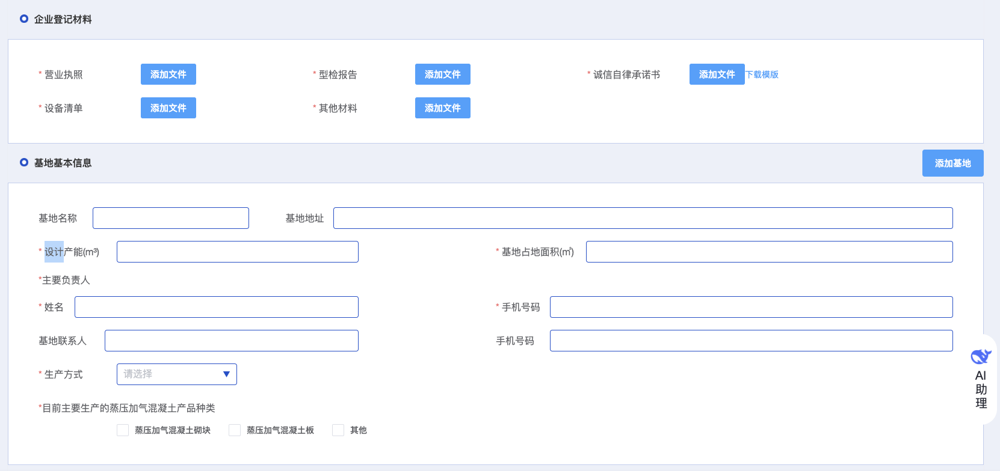 企业登记材料
* 营业执照 添加文件 * 型检报告 添加文件 * 诚信自律承诺书 添加文件 下载模版
* 设备清单 添加文件 * 其他材料 添加文件
基地基本信息 添加基地
基地名称 基地地址
* 设计产能(m³) * 基地占地面积(㎡)
*主要负责人
* 姓名 * 手机号码
基地联系人 手机号码
* 生产方式 请选择
*目前主要生产的蒸压加气混凝土产品种类
蒸压加气混凝土砌块 蒸压加气混凝土板 其他
AI
助
理